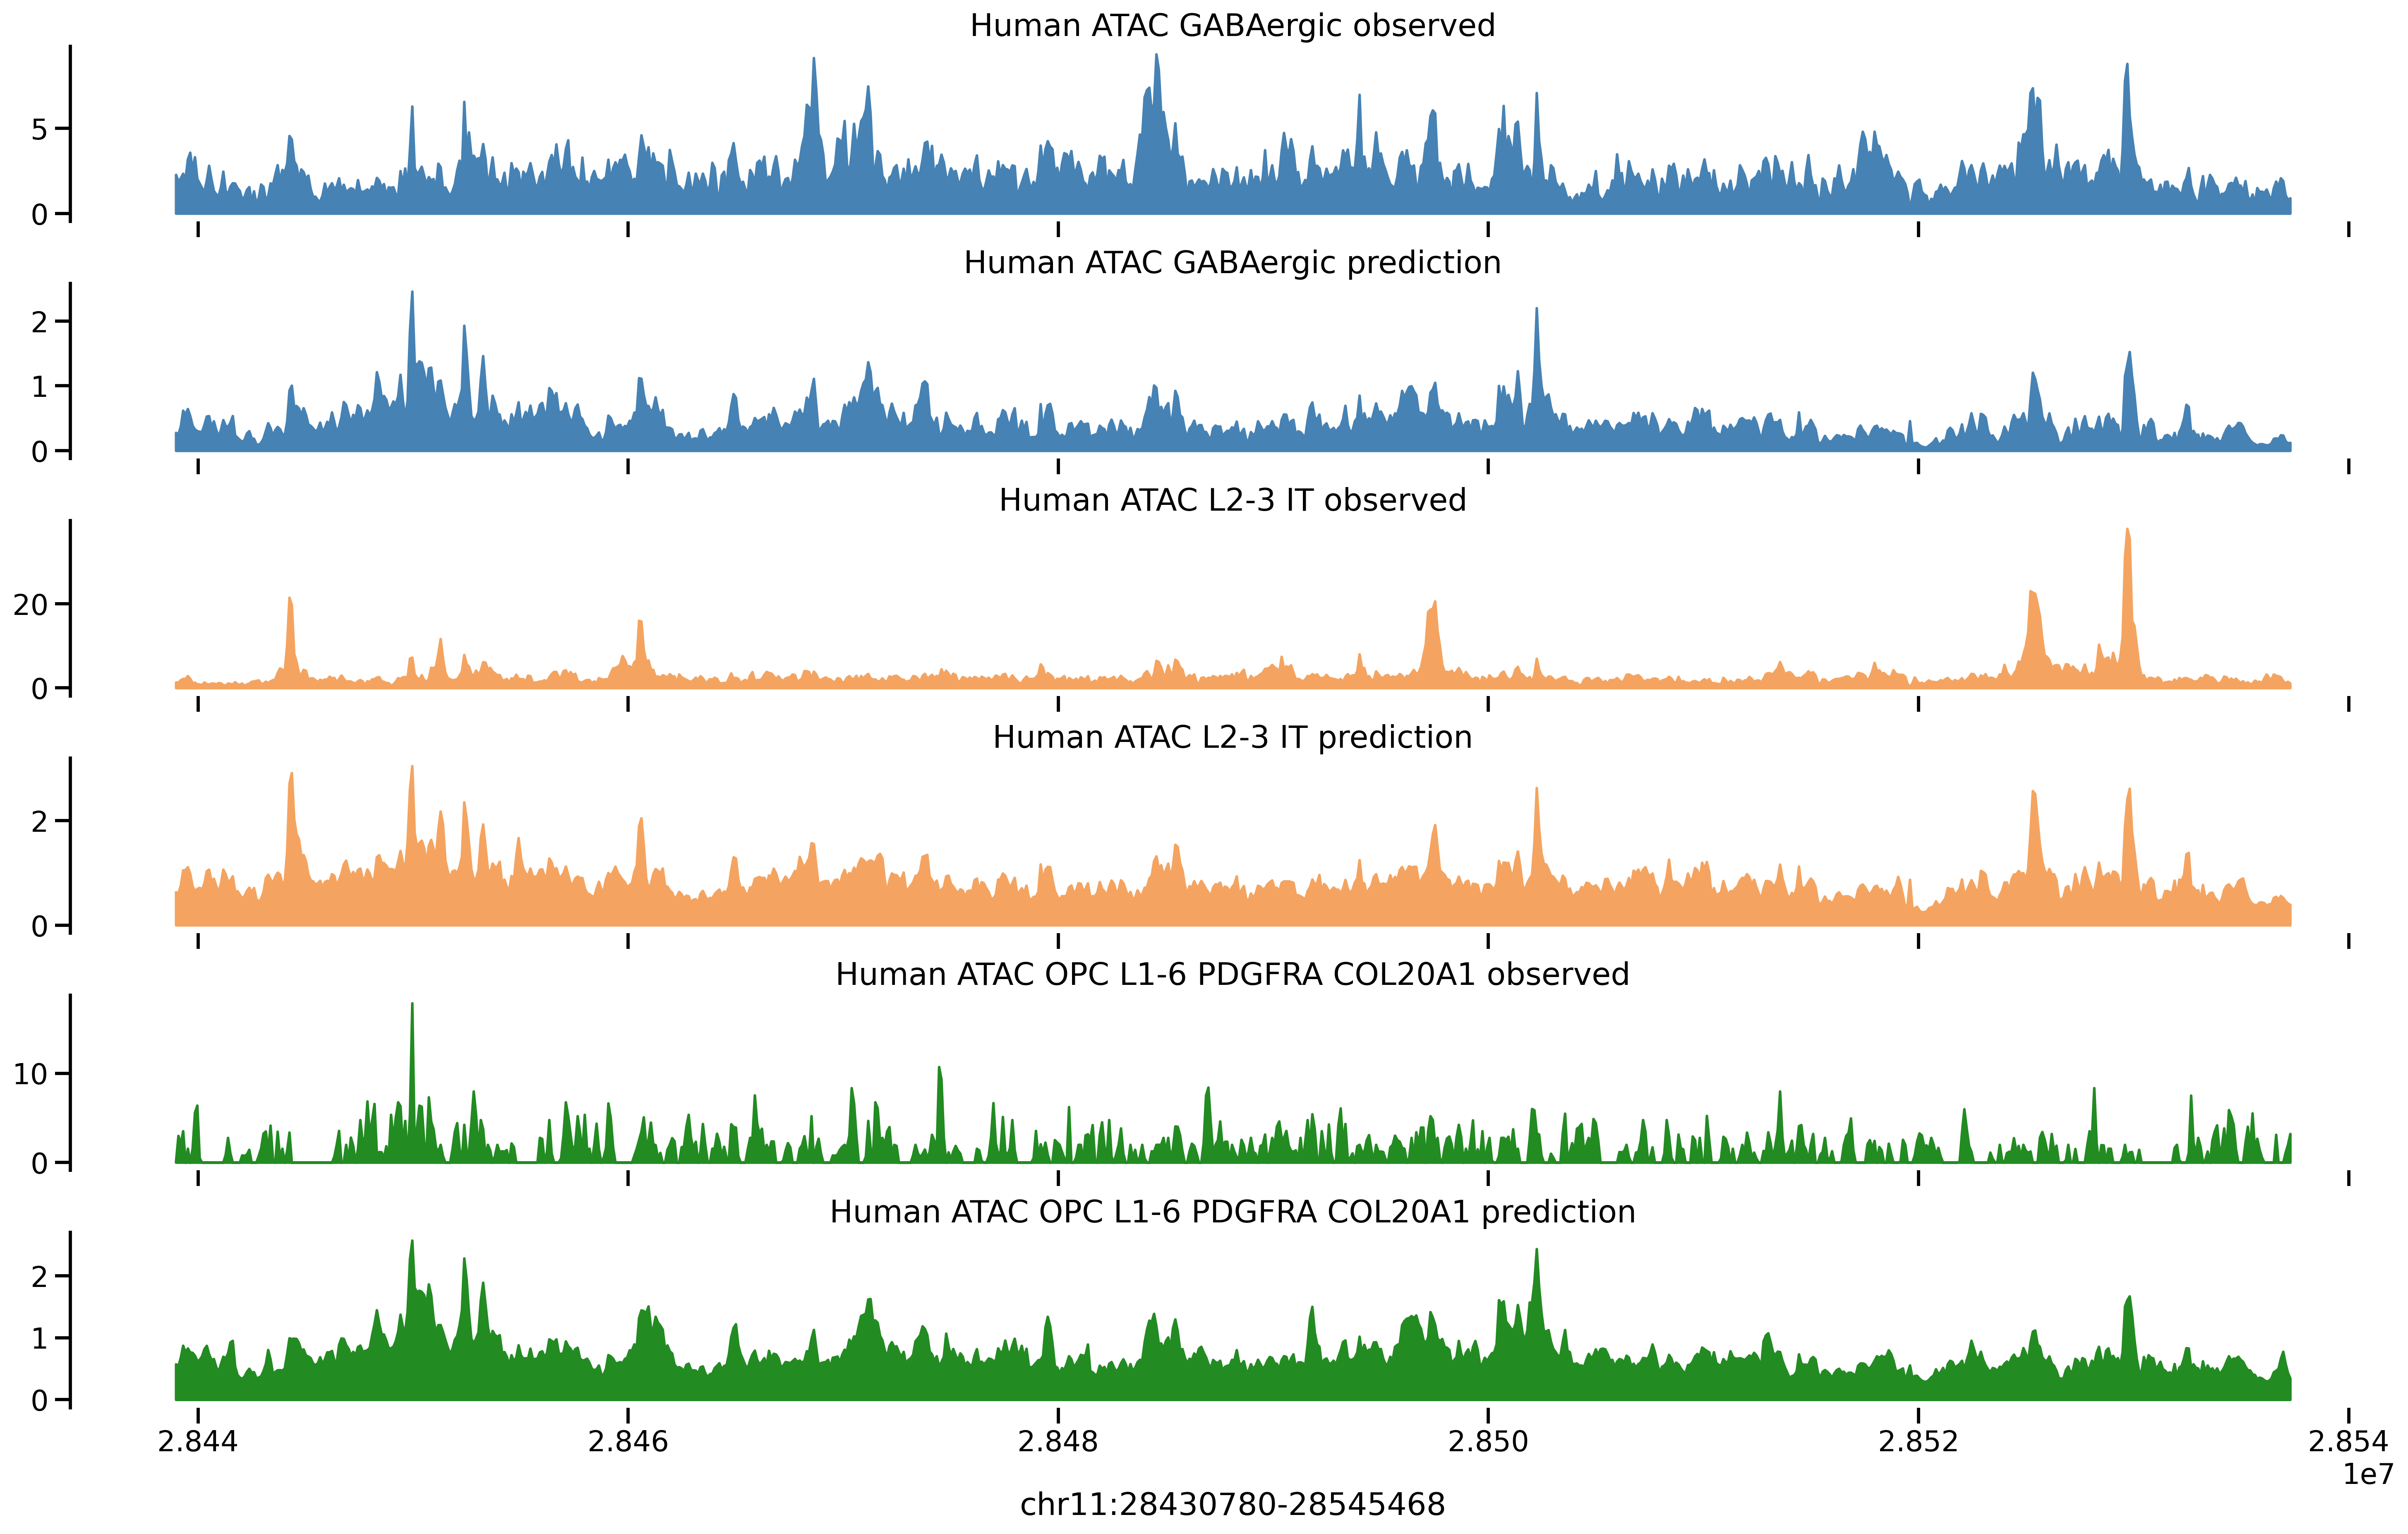 Human ATAC GABAergic observed
5
0
Human ATAC GABAergic prediction
2
1
0
Human ATAC L2-3 IT observed
20
0
Human ATAC L2-3 IT prediction
2
0
Human ATAC OPC L1-6 PDGFRA COL20A1 observed
10
0
Human ATAC OPC L1-6 PDGFRA COL20A1 prediction
2
1
0
2.844 2.846 2.848 2.850 2.852 2.854
1e7
chr11:28430780-28545468